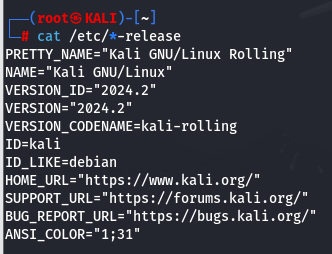 ┌──(root㉿KALI)-[~]
└─# cat /etc/*-release
PRETTY_NAME="Kali GNU/Linux Rolling"
NAME="Kali GNU/Linux"
VERSION_ID="2024.2"
VERSION="2024.2"
VERSION_CODENAME=kali-rolling
ID=kali
ID_LIKE=debian
HOME_URL="https://www.kali.org/"
SUPPORT_URL="https://forums.kali.org/"
BUG_REPORT_URL="https://bugs.kali.org/"
ANSI_COLOR="1;31"